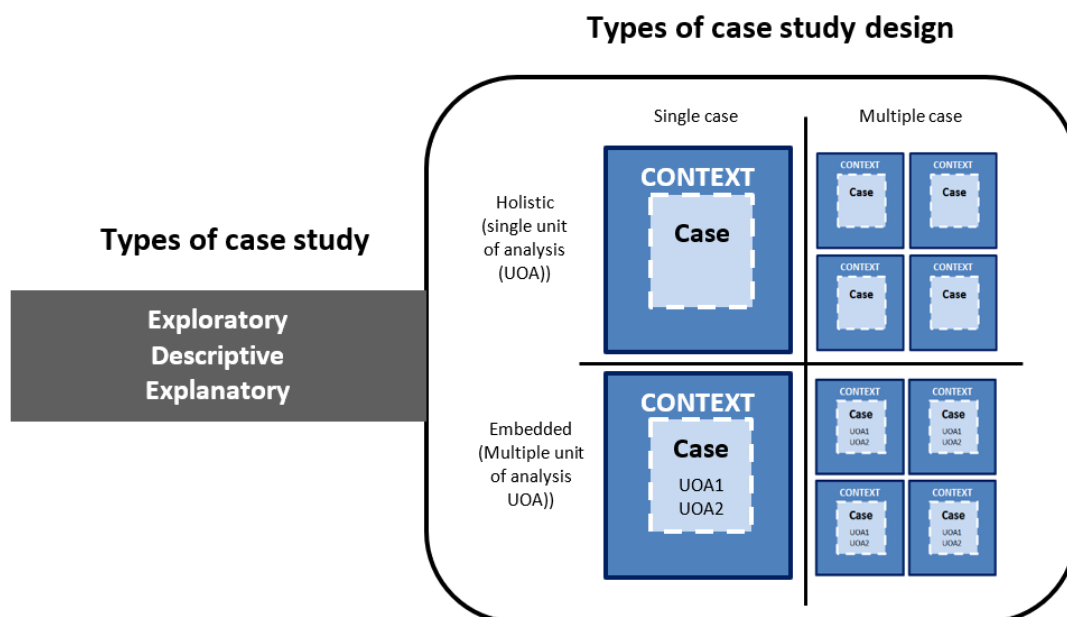 Types of case study design
Single case
Multiple case
Types of case study
Exploratory
Descriptive
Explanatory
Holistic
(single unit
of analysis
(UOA))
CONTEXT
Case
CONTEXT
Case
CONTEXT
Case
CONTEXT
Case
CONTEXT
Case
Embedded
(Multiple unit
of analysis
UOA))
CONTEXT
Case
UOA1
UOA2
CONTEXT
Case
UOA1
UOA2
CONTEXT
Case
UOA1
UOA2
CONTEXT
Case
UOA1
UOA2
CONTEXT
Case
UOA1
UOA2